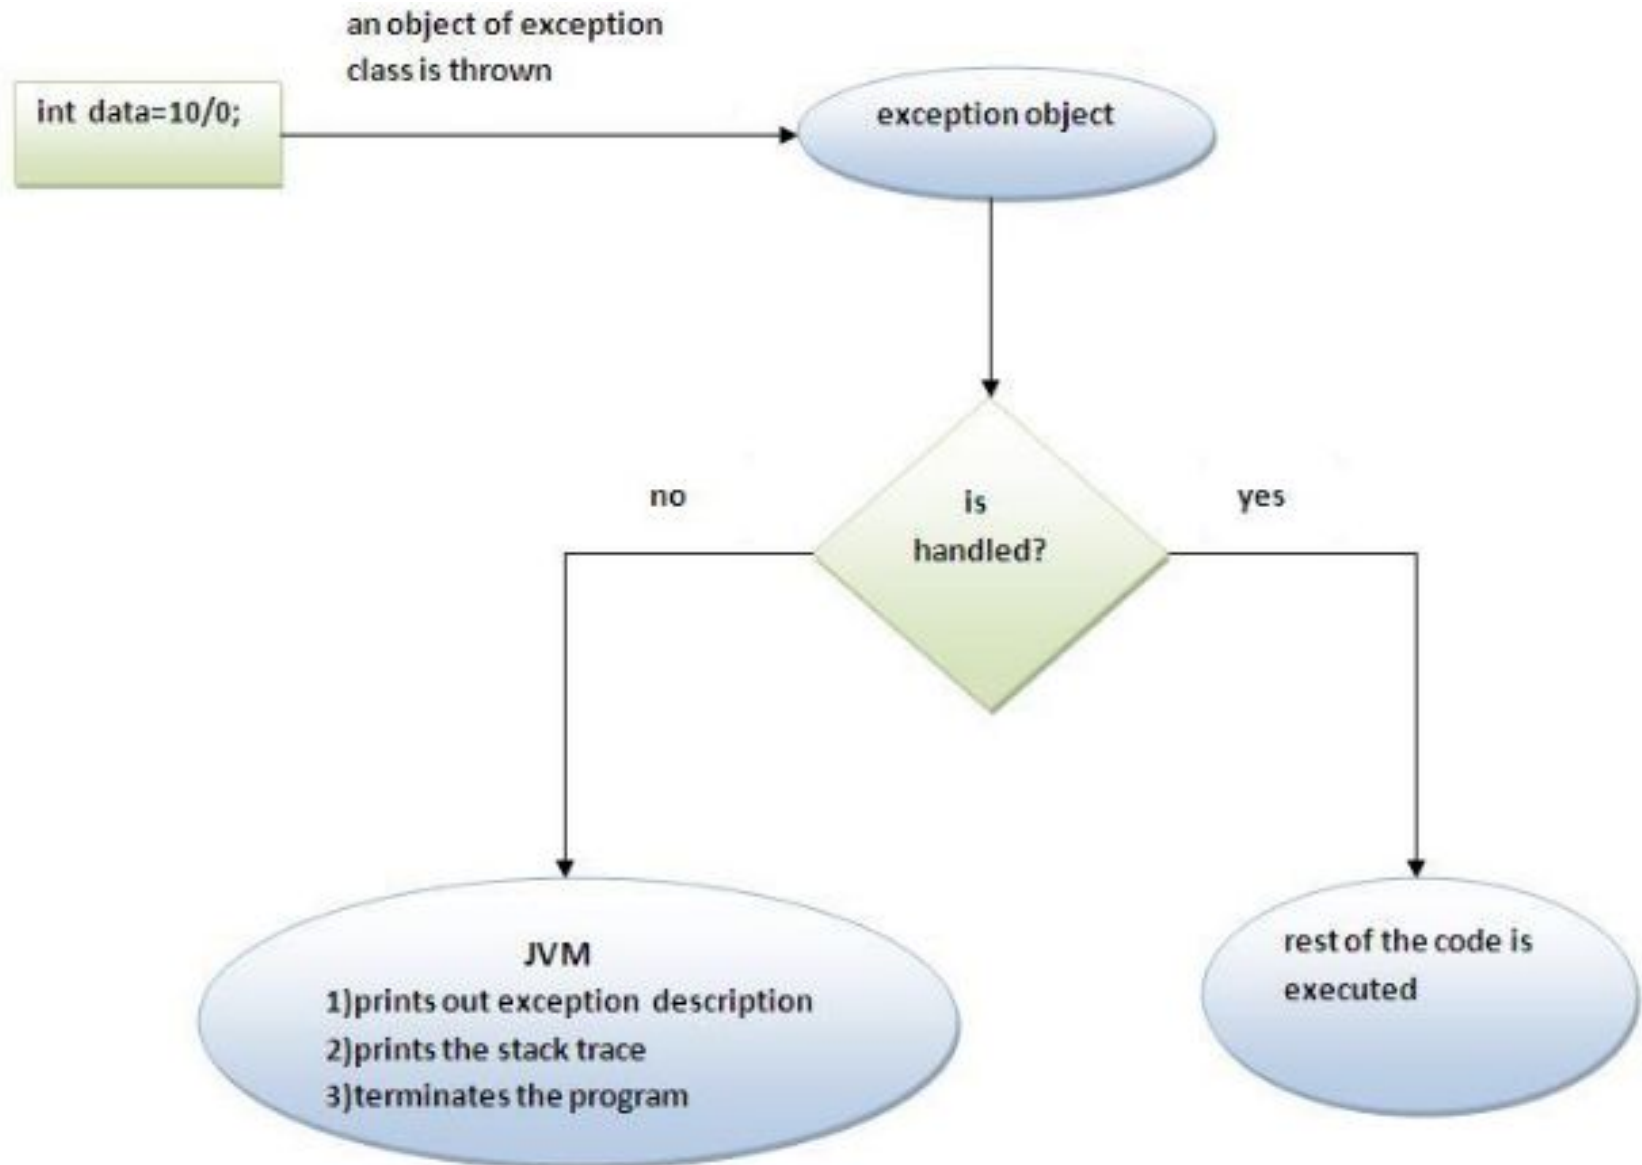 an object of exception
class is thrown
int data=10/0;
exception object
no
is
handled?
yes
JVM
1)prints out exception description
2)prints the stack trace
3)terminates the program
rest of the code is
executed